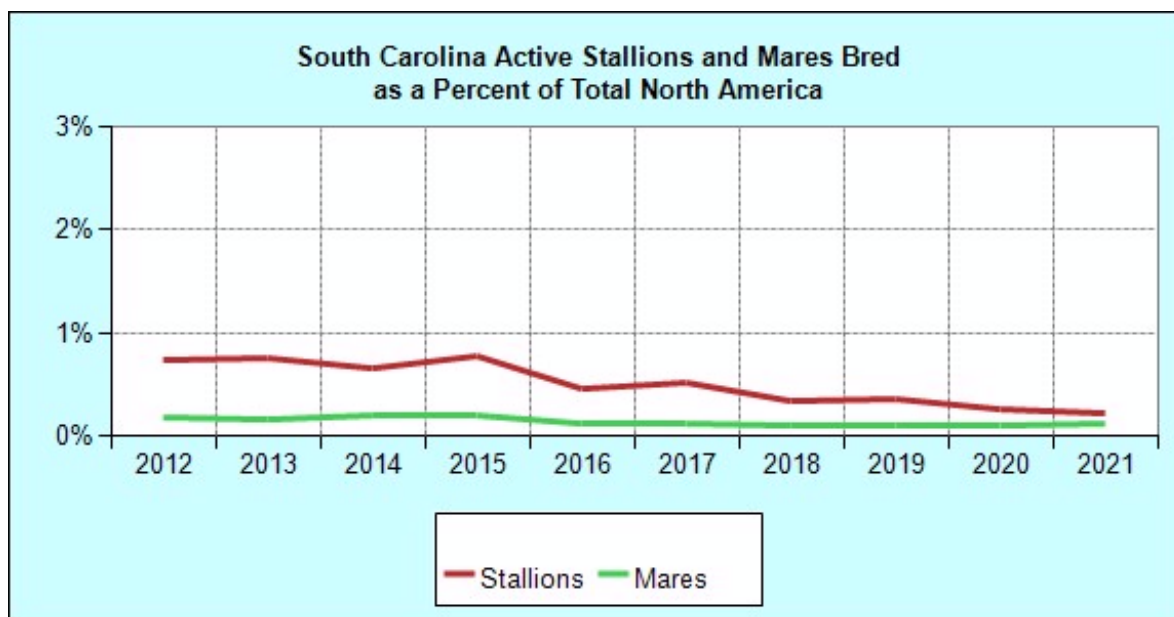 South Carolina Active Stallions and Mares Bred
as a Percent of Total North America
3%
2%
1%
0%
2012 2013 2014 2015 2016 2017 2018 2019 2020 2021
Stallions Mares